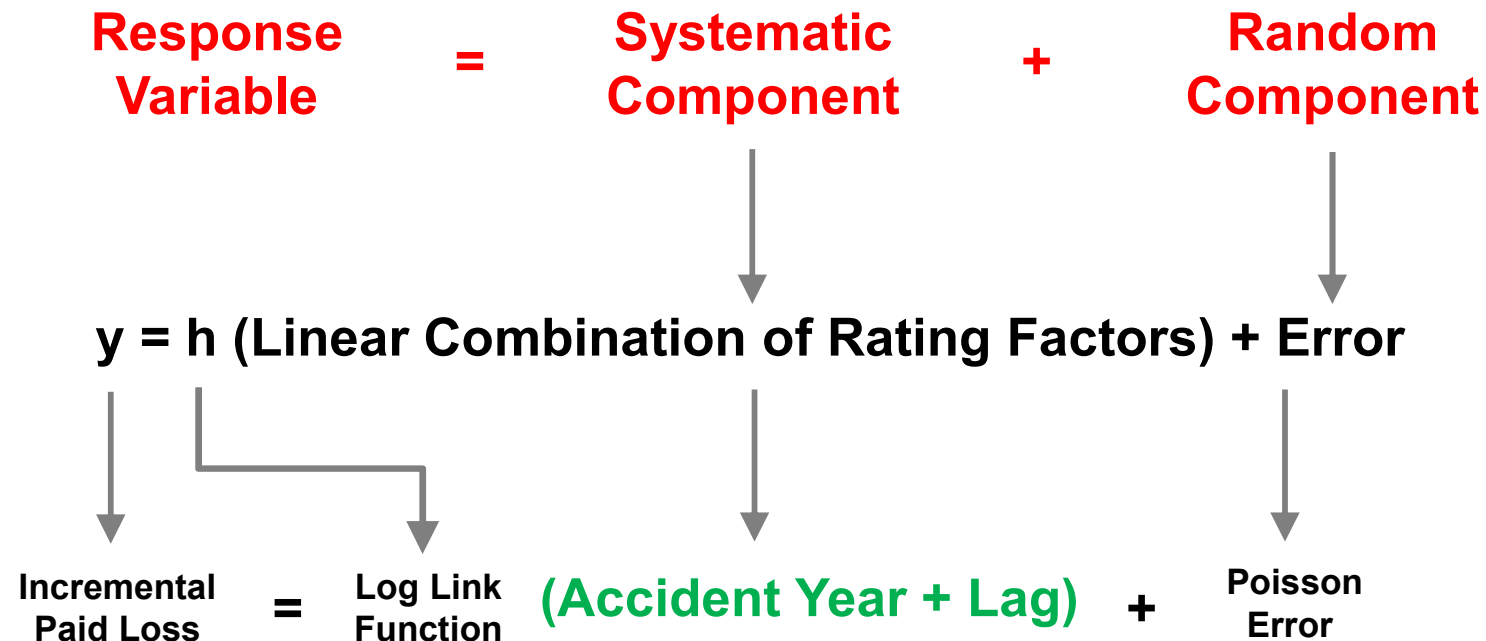 Response Variable = Systematic Component + Random Component
y = h (Linear Combination of Rating Factors) + Error
Incremental Paid Loss = Log Link Function (Accident Year + Lag) + Poisson Error